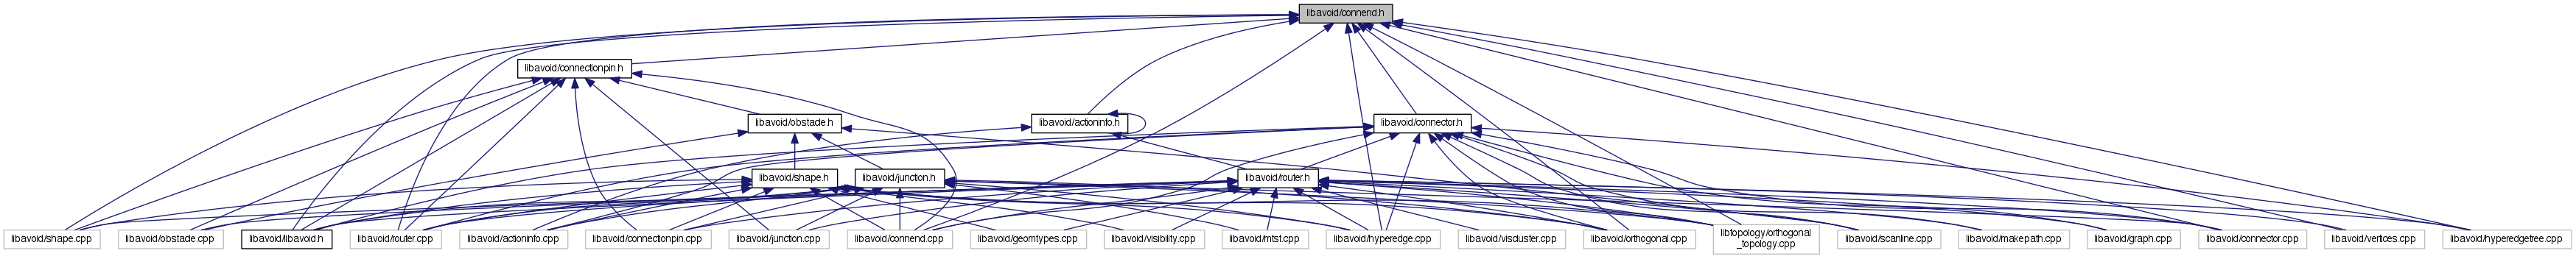 libavoid/connend.h
libavoid/connectionpin.h
libavoid/obstacle.h
libavoid/actioninfo.h
libavoid/connector.h
libavoid/shape.h
libavoid/junction.h
libavoid/router.h
libavoid/shape.cpp
libavoid/obstacle.cpp
libavoid/libavoid.h
libavoid/router.cpp
libavoid/actioninfo.cpp
libavoid/connectionpin.cpp
libavoid/junction.cpp
libavoid/connend.cpp
libavoid/geomtypes.cpp
libavoid/visibility.cpp
libavoid/mtst.cpp
libavoid/hyperedge.cpp
libavoid/viscluster.cpp
libavoid/orthogonal.cpp
libtopology/orthogonal
_topology.cpp
libavoid/scanline.cpp
libavoid/makepath.cpp
libavoid/graph.cpp
libavoid/connector.cpp
libavoid/vertices.cpp
libavoid/hyperedgetree.cpp